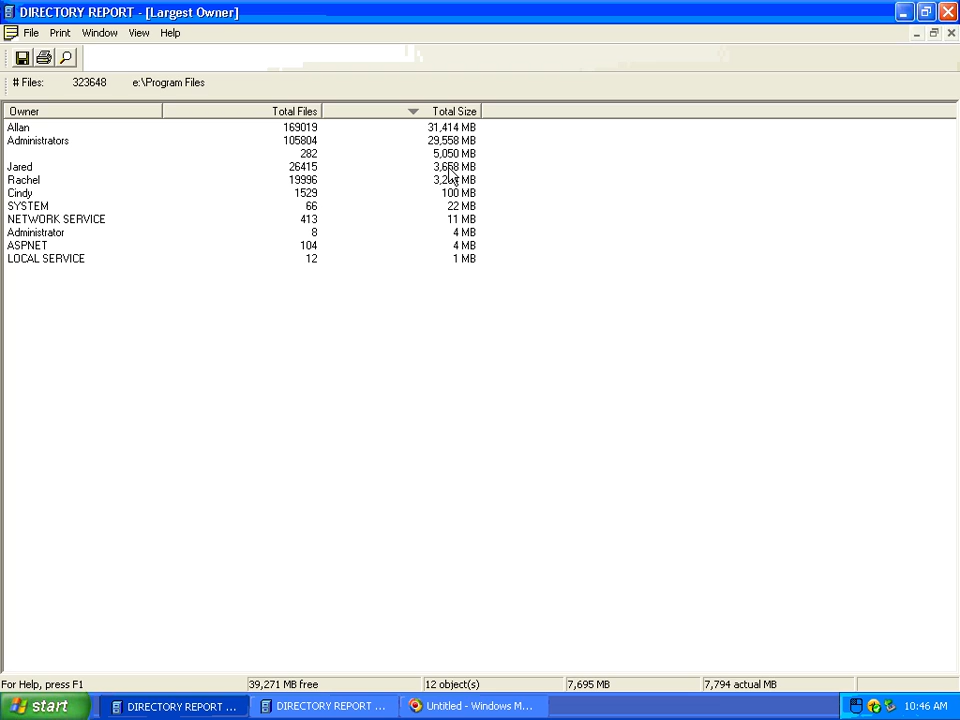 DIRECTORY REPORT - [Largest Owner]
File Print Window View Help
# Files: 323648 e:\Program Files
Owner Total Files Total Size
Allan 169019 31,414 MB
Administrators 105804 29,558 MB
282 5,050 MB
Jared 26415 3,658 MB
Rachel 19996 MB
Cindy 1529 100 MB
SYSTEM 66 22 MB
NETWORK SERVICE 413 11 MB
Administrator 8 4 MB
ASPNET 104 4 MB
LOCAL SERVICE 12 1 MB
For Help, press F1 39,271 MB free 12 object(s) 7,695 MB 7,794 actual MB
start DIRECTORY REPORT ... DIRECTORY REPORT ... Untitled - Windows M... 10:46 AM